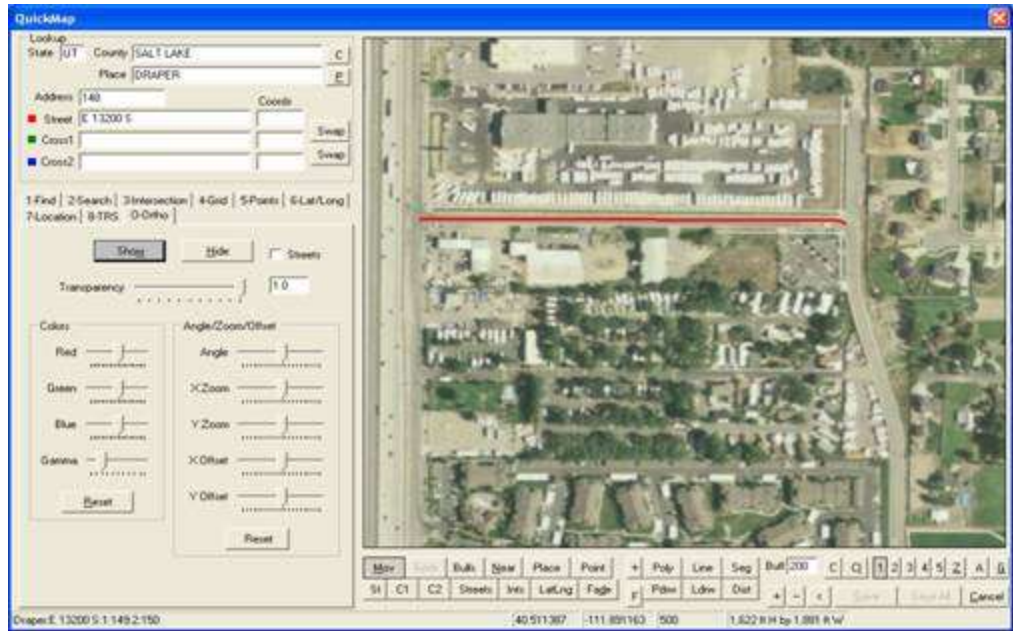 QuickMap
Lookup
State UT County SALT LAKE C
Place DRAPER P
Address 148
Coords
Street E 13200 S
Swap
Cross1
Cross2 Swap
1-Find 2-Search 3-Intersection 4-Grid 5-Points 6-Lat/Long
7-Location 8-TRS 0-Ortho
Show Hide Streets
Transparency 1.0
Colors Angle/Zoom/Offset
Red Angle
Green X Zoom
Blue Y Zoom
Gamma X Offset
Reset Y Offset
Reset
Mov Bulls Near Place Point + Poly Line Seg Buff 200 C Q 1 2 3 4 5 Z A G
St C1 C2 Streets Ints LatLng Fade F Pdw Ldrw Dist + - < Save Cancel
Draper:E 13200 S:1:149:2:150 40.511387 -111.891163 500 1,622 ft H by 1,881 ft W